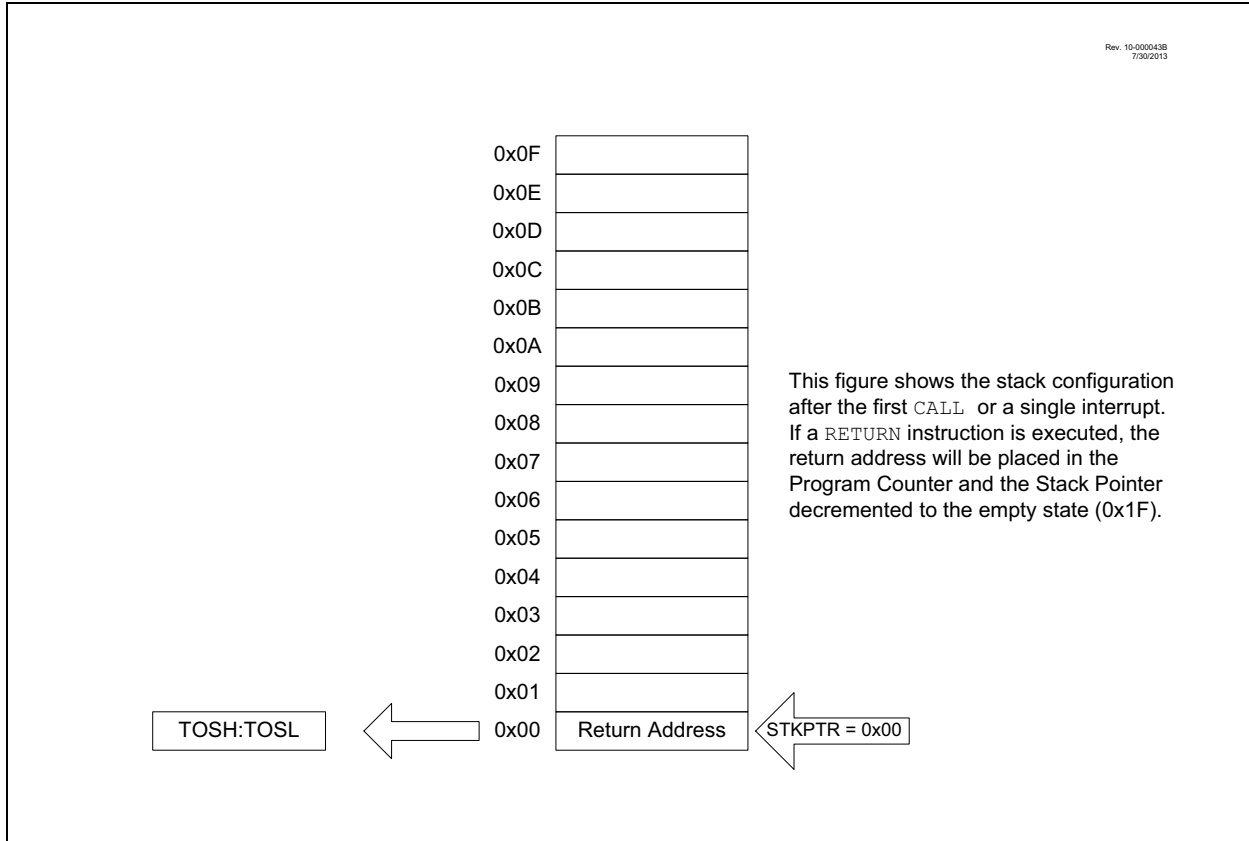 Rev. 10-000043B
7/30/2013
0x0F
0x0E
0x0D
0x0C
0x0B
0x0A
0x09
0x08
0x07
0x06
0x05
0x04
0x03
0x02
0x01
This figure shows the stack configuration
after the first CALL or a single interrupt.
If a RETURN instruction is executed, the
return address will be placed in the
Program Counter and the Stack Pointer
decremented to the empty state (0x1F).
TOSH:TOSL 0x00 Return Address STKPTR = 0x00